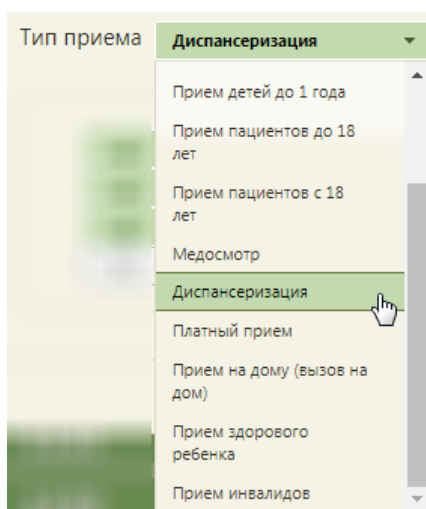 Тип приема
Диспансеризация
Прием детей до 1 года
Прием пациентов до 18
лет
Прием пациентов с 18
лет
Медосмотр
Диспансеризация
Платный прием
Прием на дому (вызов на
дом)
Прием здорового
ребенка
Прием инвалидов